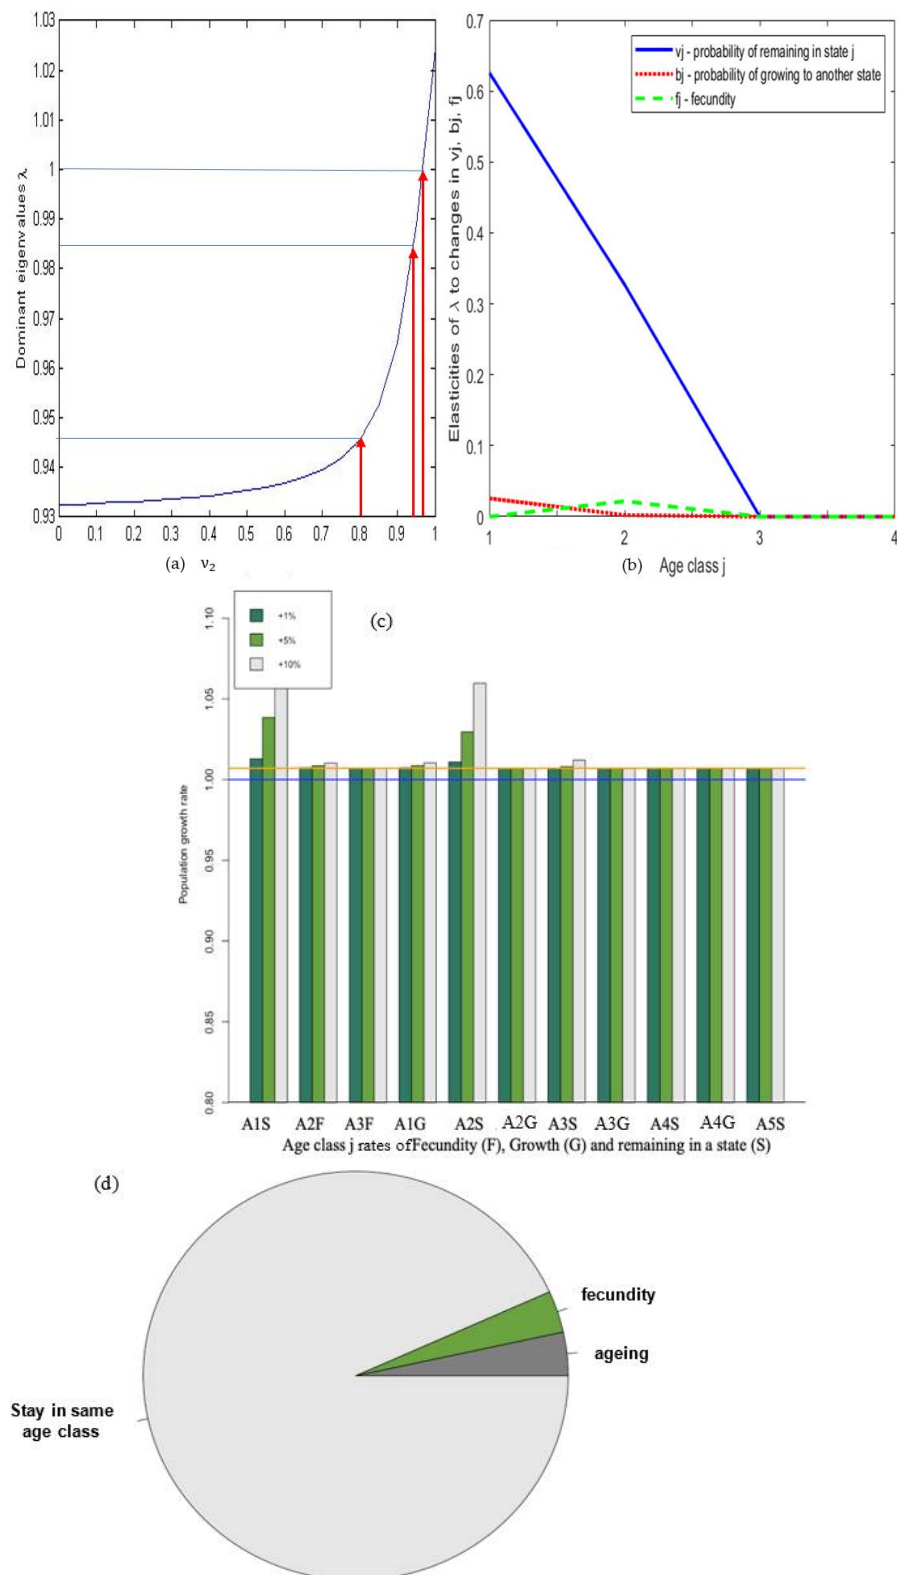 1.03
1.02
1.01
1
0.99
0.98
0.97
0.96
0.95
0.94
0.93
Dominant eigenvalues λ
0 0.1 0.2 0.3 0.4 0.5 0.6 0.7 0.8 0.9 1
(a) ν₂
0.7
0.6
0.5
0.4
0.3
0.2
0.1
0
Elasticities of λ to changes in vj, bj, fj
vj - probability of remaining in state j
bj - probability of growing to another state
fj - fecundity
1 2 3 4
(b) Age class j
(c)
+1%
+5%
+10%
1.10
1.05
1.00
0.95
0.90
0.85
0.80
Population growth rate
A1S A2F A3F A1G A2S A2G A3S A3G A4S A4G A5S
Age class j rates of Fecundity (F), Growth (G) and remaining in a state (S)
(d)
fecundity
ageing
Stay in same
age class